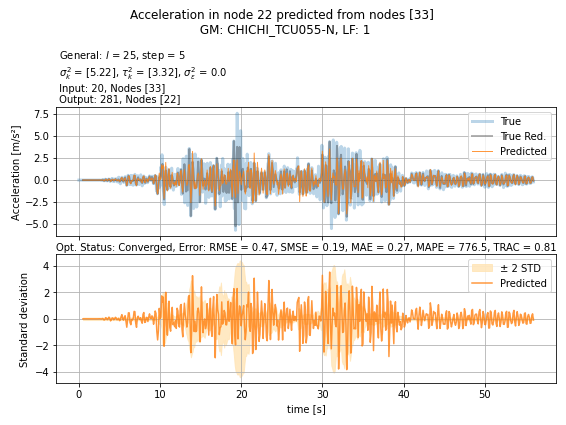 Acceleration in node 22 predicted from nodes [33]
GM: CHICHI_TCU055-N, LF: 1
General: l = 25, step = 5
σ²ₖ = [5.22], τ²ₖ = [3.32], σ²_ε = 0.0
Input: 20, Nodes [33]
Output: 281, Nodes [22]
Acceleration [m/s²]
7.5
5.0
2.5
0.0
−2.5
−5.0
True
True Red.
Predicted
Opt. Status: Converged, Error: RMSE = 0.47, SMSE = 0.19, MAE = 0.27, MAPE = 776.5, TRAC = 0.81
Standard deviation
4
2
0
−2
−4
± 2 STD
Predicted
0 10 20 30 40 50
time [s]